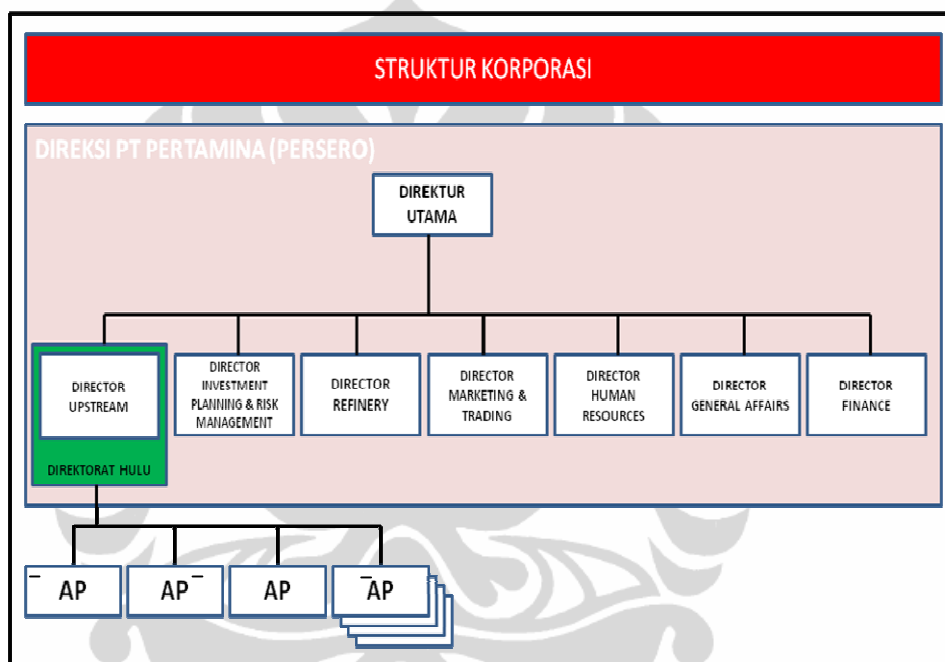 STRUKTUR KORPORASI
DIREKSI PT PERTAMINA (PERSERO)
DIREKTUR
UTAMA
DIRECTOR
UPSTREAM
DIREKTORAT HULU
DIRECTOR
INVESTMENT
PLANNING & RISK
MANAGEMENT
DIRECTOR
REFINERY
DIRECTOR
MARKETING &
TRADING
DIRECTOR
HUMAN
RESOURCES
DIRECTOR
GENERAL AFFAIRS
DIRECTOR
FINANCE
AP
AP
AP
AP